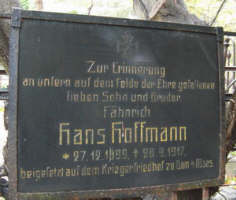 Zur Erinnerung
an unsern auf dem Felde der Ehre gefallenen
lieben Sohn und Bruder
Fähnrich
Hans Hoffmann
* 27.12.1899, † 28.9.1917.
beigesetzt auf dem Kriegerfriedhof zu Laon